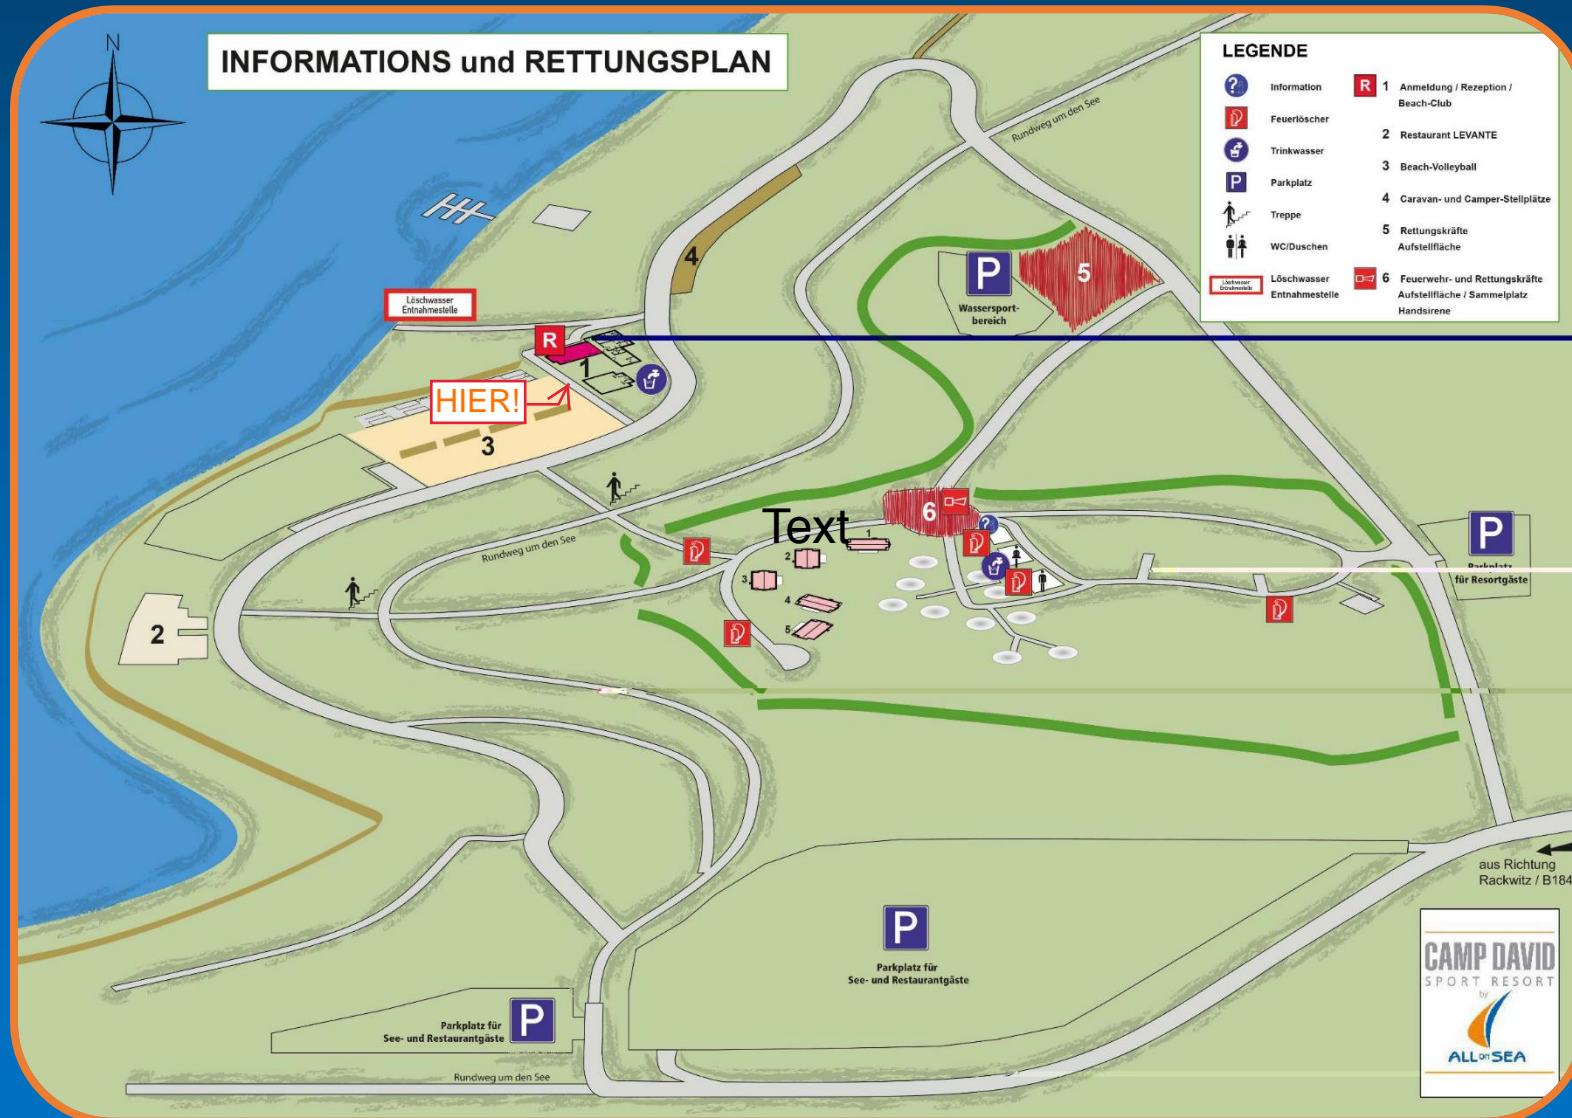 N
INFORMATIONS und RETTUNGSPLAN
LEGENDE
Information
Feuerlöscher
Trinkwasser
P
Parkplatz
Treppe
WC/Duschen
Löschwasser
Entnahmestelle
Löschwasser
Entnahmestelle
R 1 Anmeldung / Rezeption /
Beach-Club
2 Restaurant LEVANTE
3 Beach-Volleyball
4 Caravan- und Camper-Stellplätze
5 Rettungskräfte
Aufstellfläche
6 Feuerwehr- und Rettungskräfte
Aufstellfläche / Sammelplatz
Handsirene
Rundweg um den See
4
P
5
Wassersport-
bereich
Löschwasser
Entnahmestelle
R
1
HIER!
3
6
?
Text
1
2
3
4
5
Rundweg um den See
P
Parkplatz
für Resortgäste
2
aus Richtung
Rackwitz / B184
P
Parkplatz für
See- und Restaurantgäste
P
Parkplatz für
See- und Restaurantgäste
Rundweg um den See
CAMP DAVID
SPORT RESORT
by
ALL on SEA